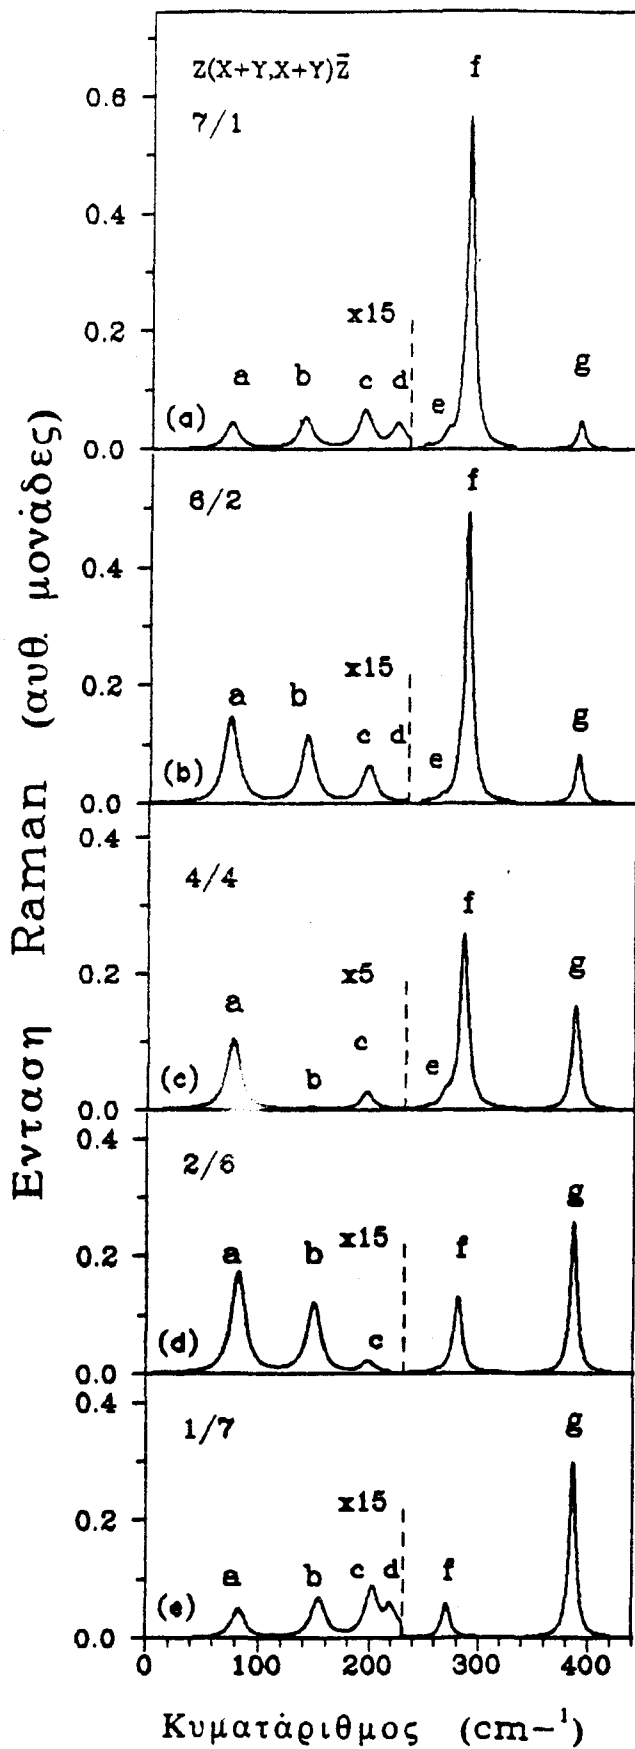 Z(X+Y,X+Y)Z̄
f
0.6
7/1
0.4
x15
0.2
a b c d e g
(a)
0.0
f
6/2
0.4
x15
0.2
a b c d e g
(b)
0.0
0.4
4/4
f
x5
0.2
a b c e g
(c)
0.0
0.4
2/6
g
x15
0.2
a b c f
(d)
0.0
0.4
1/7
g
x15
0.2
a b c d f
(e)
0.0
0 100 200 300 400
Κυματάριθμος (cm−1)
Ενταση Raman (αυθ. μονάδες)